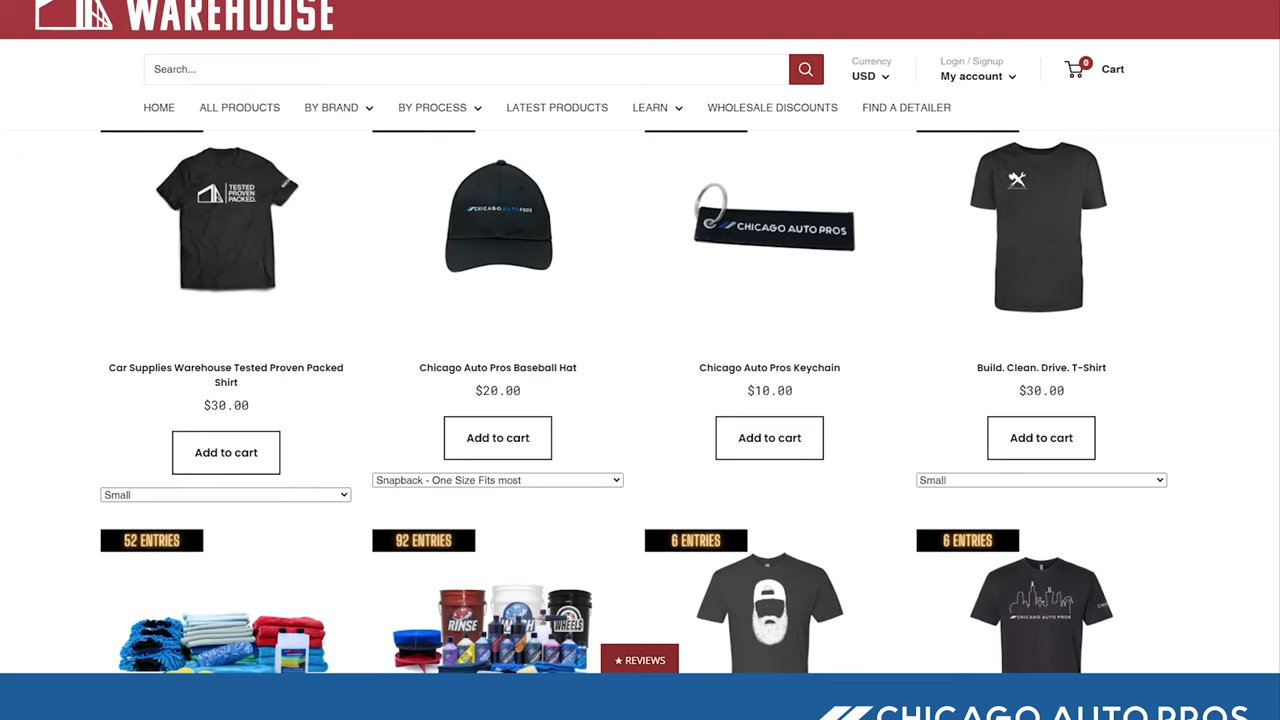 WAREHOUSE
Search...
Currency
USD
Login / Signup
My account
0
Cart
HOME
ALL PRODUCTS
BY BRAND
BY PROCESS
LATEST PRODUCTS
LEARN
WHOLESALE DISCOUNTS
FIND A DETAILER
TESTED
PROVEN
PACKED.
CHICAGO AUTO PROS
CHICAGO AUTO PROS
Car Supplies Warehouse Tested Proven Packed
Shirt
$30.00
Add to cart
Small
Chicago Auto Pros Baseball Hat
$20.00
Add to cart
Snapback - One Size Fits most
Chicago Auto Pros Keychain
$10.00
Add to cart
Build. Clean. Drive. T-Shirt
$30.00
Add to cart
Small
52 ENTRIES
92 ENTRIES
6 ENTRIES
6 ENTRIES
RINSE
WASH
WHEELS
CHICAGO AUTO PROS
★ REVIEWS
CHICAGO AUTO PROS